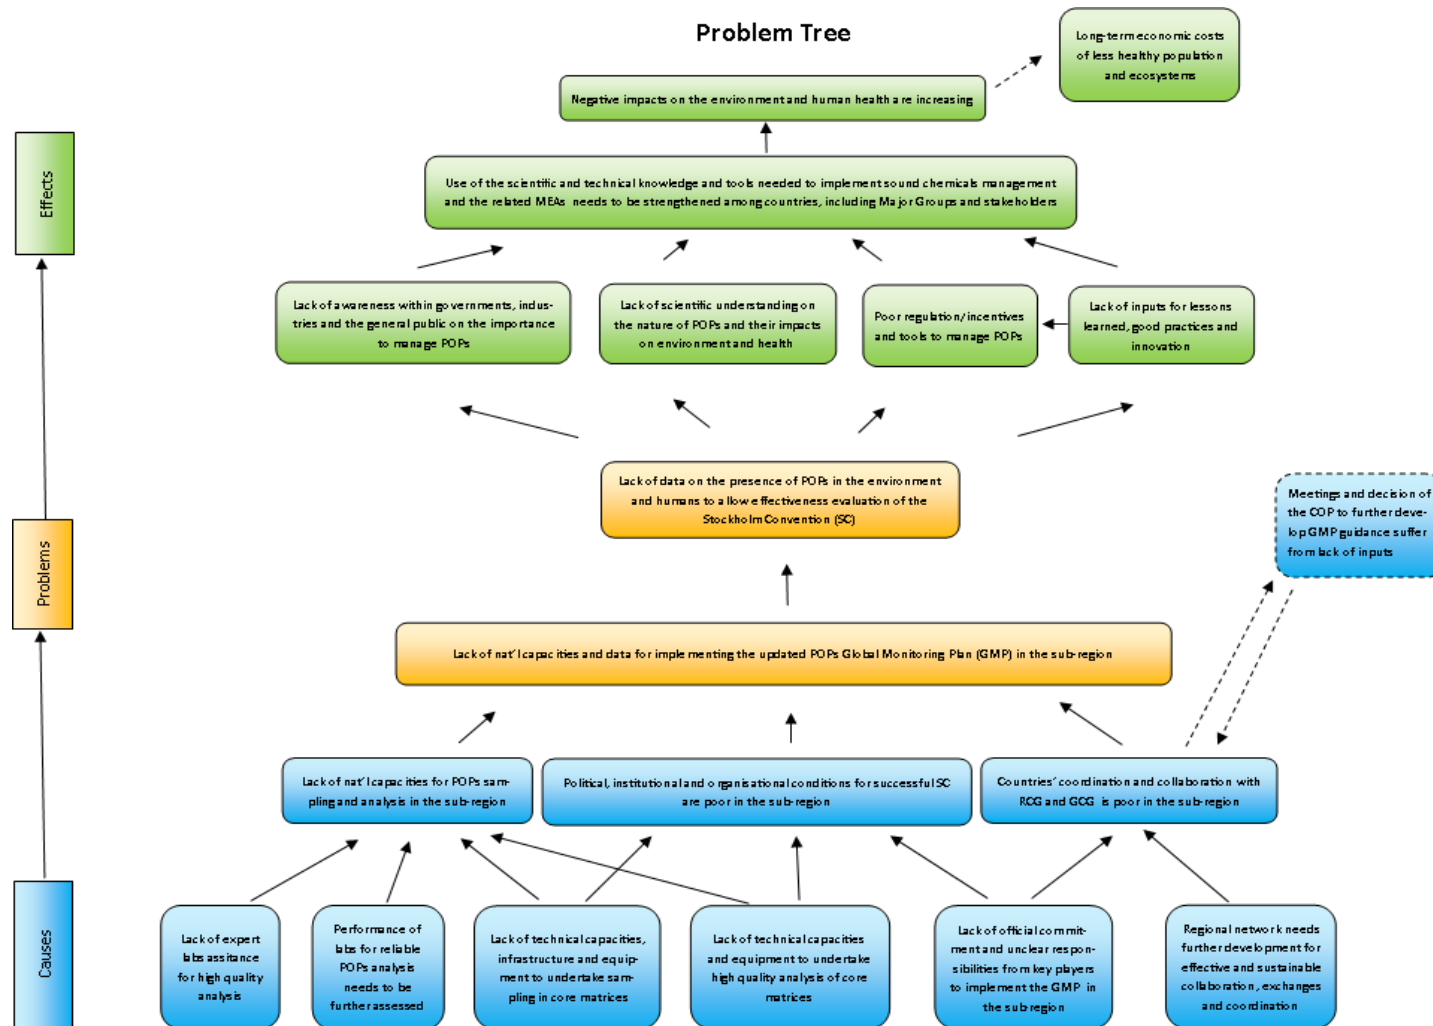 Problem Tree
Long-term economic costs
of less healthy population
and ecosystems
Negative impacts on the environment and human health are increasing
Effects
Use of the scientific and technical knowledge and tools needed to implement sound chemicals management
and the related MEAs needs to be strengthened among countries, including Major Groups and stakeholders
Lack of awareness within governments, indus-
tries and the general public on the importance
to manage POPs
Lack of scientific understanding on
the nature of POPs and their impacts
on environment and health
Poor regulation/incentives
and tools to manage POPs
Lack of inputs for lessons
learned, good practices and
innovation
Lack of data on the presence of POPs in the environment
and humans to allow effectiveness evaluation of the
Stockholm Convention (SC)
Meetings and decision of
the COP to further deve-
lop GMP guidance suffer
from lack of inputs
Problems
Lack of nat'l capacities and data for implementing the updated POPs Global Monitoring Plan (GMP) in the sub-region
Lack of nat'l capacities for POPs sam-
pling and analysis in the sub-region
Political, institutional and organisational conditions for successful SC
are poor in the sub-region
Countries' coordination and collaboration with
RCG and GCG is poor in the sub-region
Causes
Lack of expert
labs assitance
for high quality
analysis
Performance of
labs for reliable
POPs analysis
needs to be
further assessed
Lack of technical capacities,
infrastructure and equip-
ment to undertake sam-
pling in core matrices
Lack of technical capacities
and equipment to undertake
high quality analysis of core
matrices
Lack of official commit-
ment and unclear respon-
sibilities from key players
to implement the GMP in
the sub-region
Regional network needs
further development for
effective and sustainable
collaboration, exchanges
and coordination